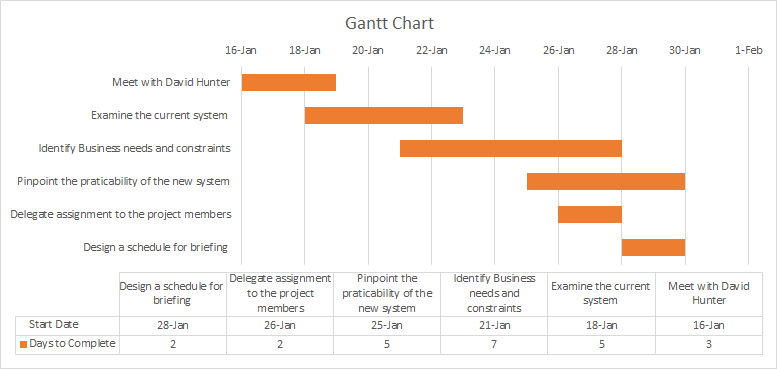 Gantt Chart
16-Jan 18-Jan 20-Jan 22-Jan 24-Jan 26-Jan 28-Jan 30-Jan 1-Feb
Meet with David Hunter
Examine the current system
Identify Business needs and constraints
Pinpoint the praticability of the new system
Delegate assignment to the project members
Design a schedule for briefing
Design a schedule for briefing
Delegate assignment to the project members
Pinpoint the praticability of the new system
Identify Business needs and constraints
Examine the current system
Meet with David Hunter
Start Date 28-Jan 26-Jan 25-Jan 21-Jan 18-Jan 16-Jan
Days to Complete 2 2 5 7 5 3